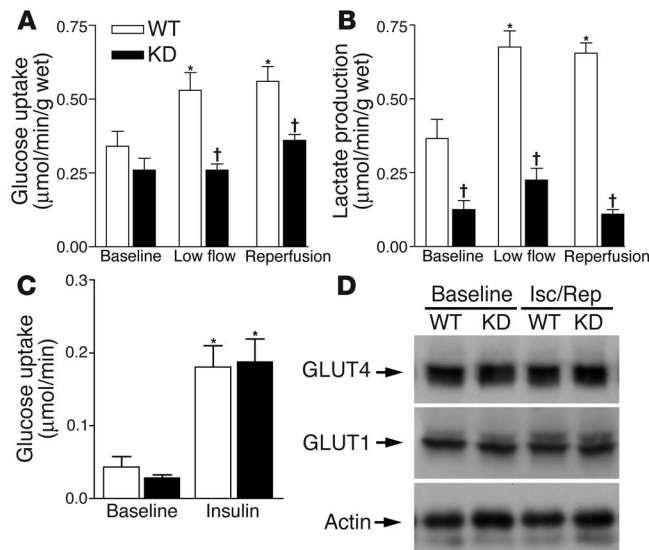 A
Glucose uptake
(μmol/min/g wet)
0.75
0.50
0.25
0.00
WT
KD
*
*
†
†
Baseline
Low flow
Reperfusion
B
Lactate production
(μmol/min/g wet)
0.75
0.50
0.25
0.00
*
*
†
†
†
Baseline
Low flow
Reperfusion
C
Glucose uptake
(μmol/min)
0.3
0.2
0.1
0.0
*
*
Baseline
Insulin
D
Baseline
Isc/Rep
WT KD WT KD
GLUT4
GLUT1
Actin